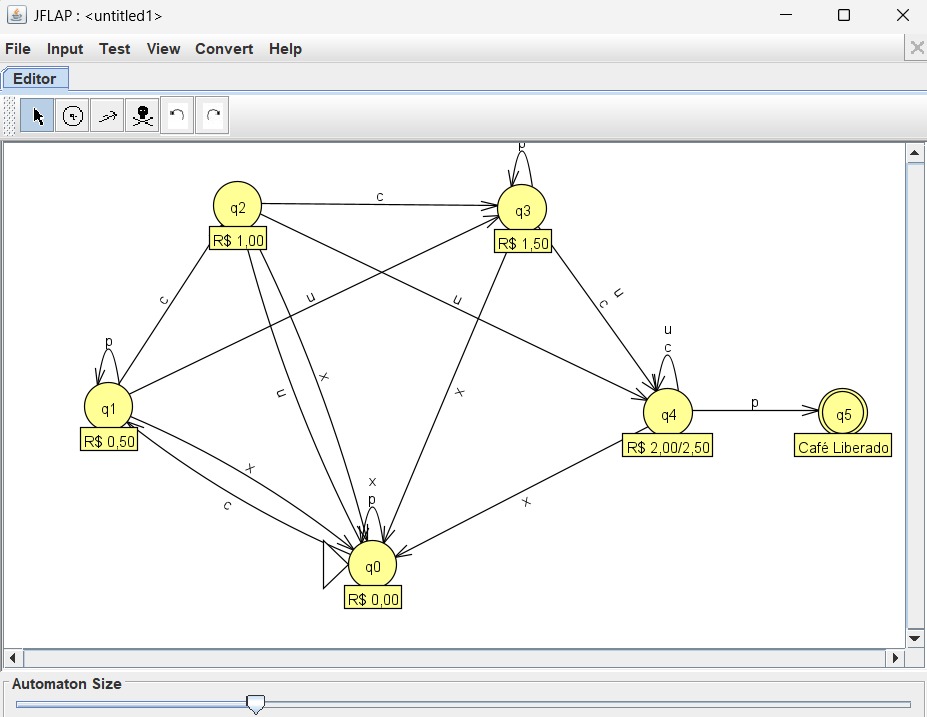 JFLAP : <untitled1>
File Input Test View Convert Help
Editor
p
q2
c
q3
R$ 1,00
R$ 1,50
c
u
u
u
c
u
p
c
x
u
x
q1
p
q4
q5
R$ 0,50
R$ 2,00/2,50
Café Liberado
x
x
p
c
x
q0
R$ 0,00
Automaton Size